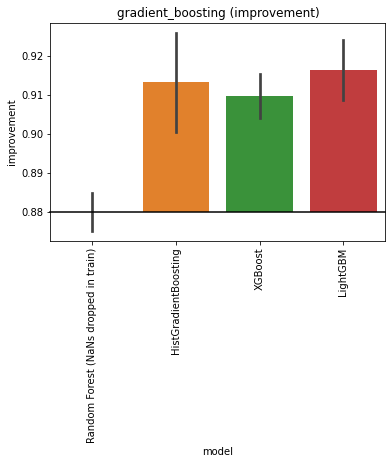 gradient_boosting (improvement)
0.92
0.91
0.90
0.89
0.88
improvement
Random Forest (NaNs dropped in train)
HistGradientBoosting
XGBoost
LightGBM
model